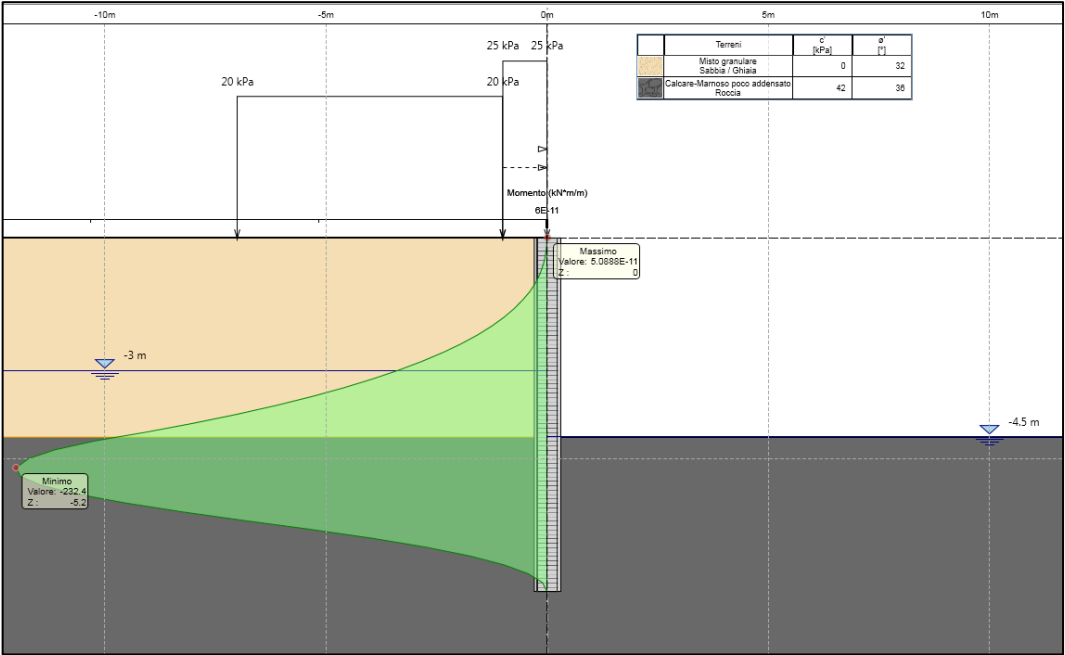 -10m -5m 0m 5m 10m
25 kPa 25 kPa
20 kPa 20 kPa
Terreni c' [kPa] ø' [°]
Misto granulare
Sabbia / Ghiaia 0 32
Calcare-Marnoso poco addensato
Roccia 42 36
Momento (kN*m/m)
6E-11
Massimo
Valore: 5.0888E-11
Z : 0
-3 m
-4.5 m
Minimo
Valore: -232.4
Z : -5.2